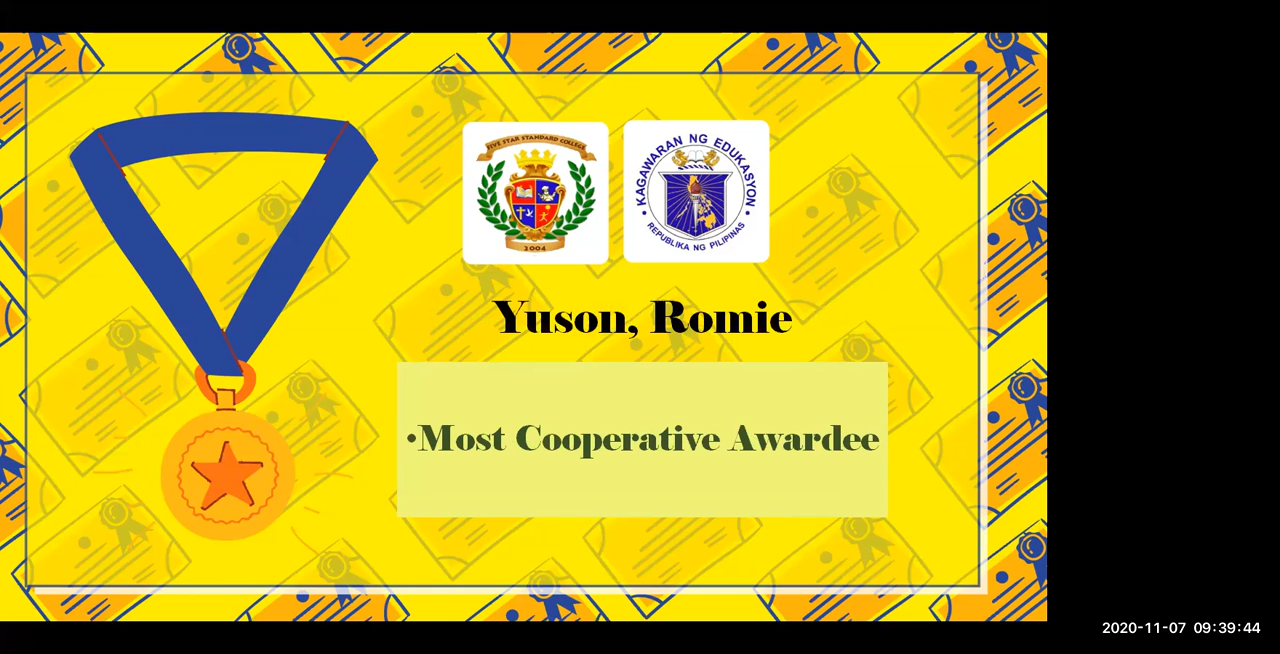 FIVE STAR STANDARD COLLEGE
2004
KAGAWARAN NG EDUKASYON
REPUBLIKA NG PILIPINAS
Yuson, Romie
•Most Cooperative Awardee
2020-11-07 09:39:44